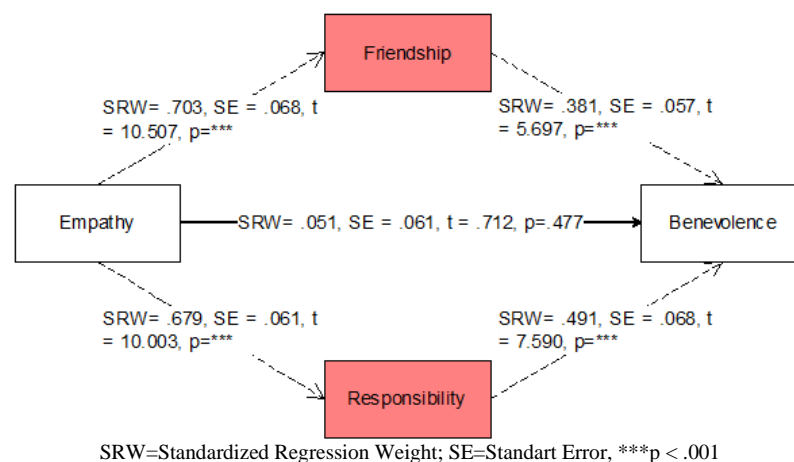 Friendship
SRW= .703, SE = .068, t
= 10.507, p=***
SRW= .381, SE = .057, t
= 5.697, p=***
Empathy
SRW= .051, SE = .061, t = .712, p=.477
Benevolence
SRW= .679, SE = .061, t
= 10.003, p=***
SRW= .491, SE = .068, t
= 7.590, p=***
Responsibility
SRW=Standardized Regression Weight; SE=Standart Error, ***p < .001